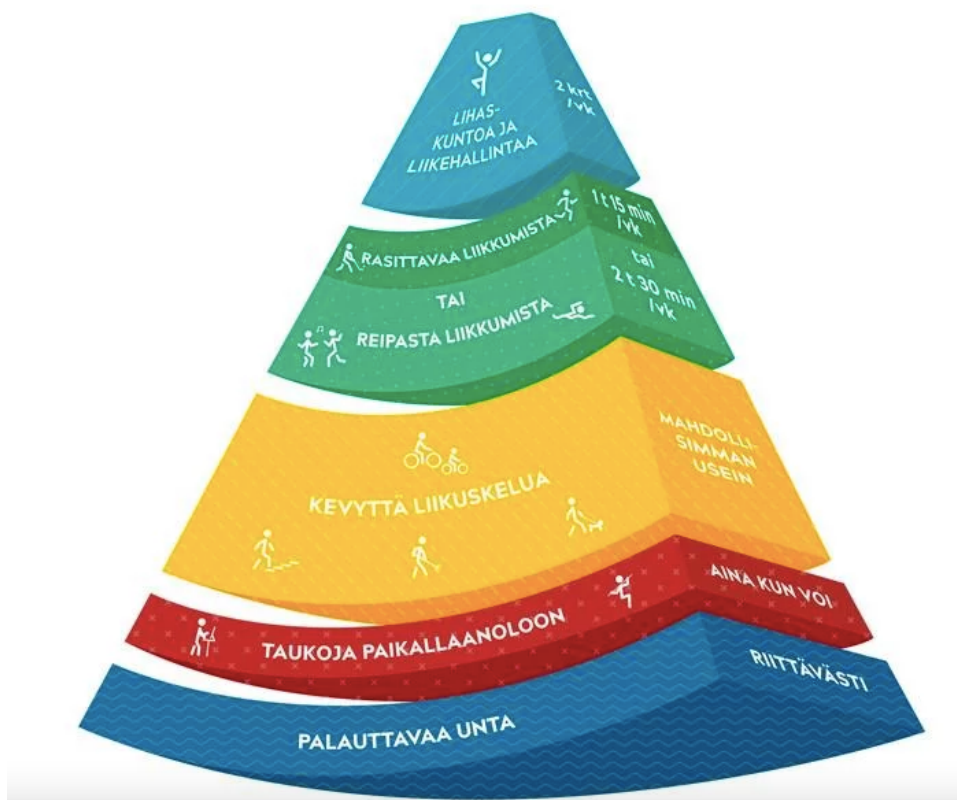 LIHAS-
KUNTOA JA
LIIKEHALLINTAA
2 krt
/vk
RASITTAVAA LIIKKUMISTA
1 t 15 min
/vk
TAI
tai
REIPASTA LIIKKUMISTA
2 t 30 min
/vk
KEVYTTÄ LIIKUSKELUA
MAHDOLLI-
SIMMAN
USEIN
TAUKOJA PAIKALLAANOLOON
AINA KUN VOI
PALAUTTAVAA UNTA
RIITTÄVÄSTI